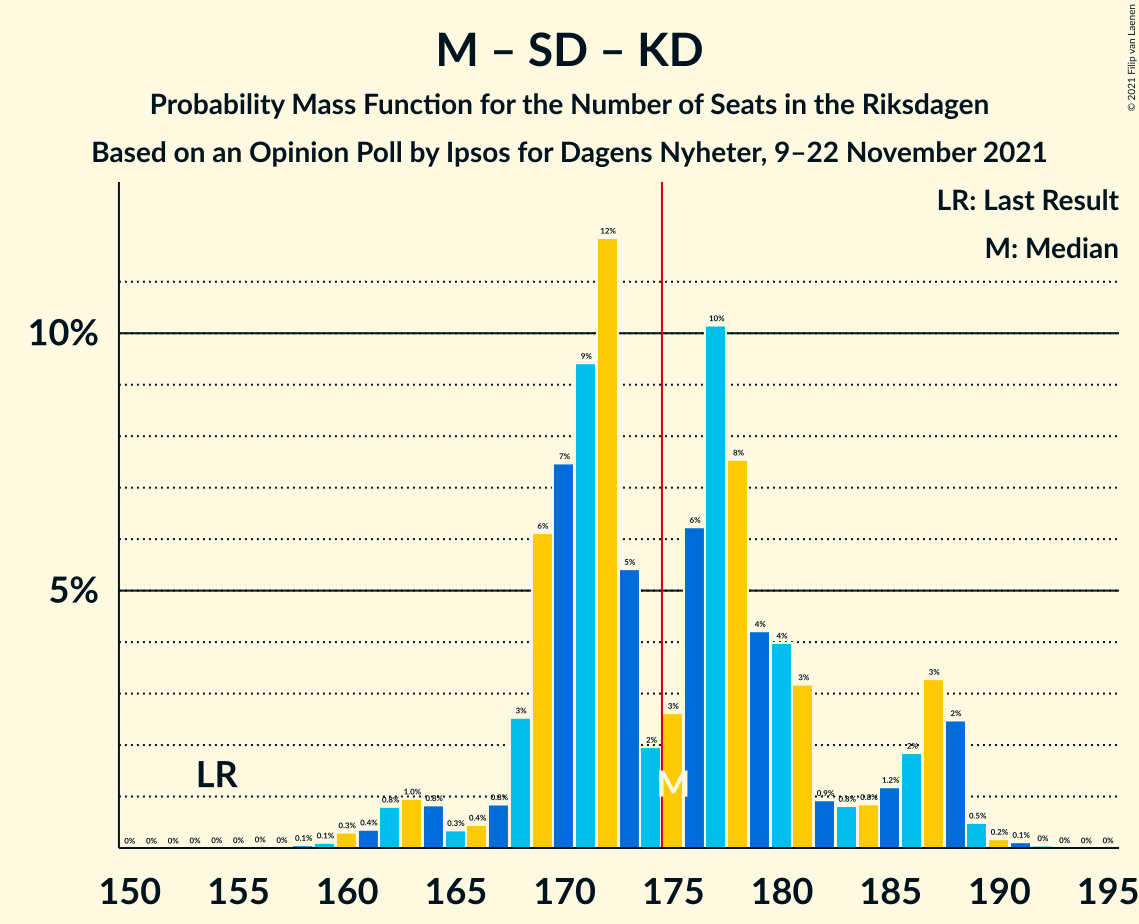 M – SD – KD
Probability Mass Function for the Number of Seats in the Riksdagen
Based on an Opinion Poll by Ipsos for Dagens Nyheter, 9–22 November 2021
© 2021 Filip van Laenen
LR: Last Result
M: Median
10%
5%
LR
M
0% 0% 0% 0% 0% 0% 0% 0% 0.1% 0.1% 0.3% 0.4% 0.8% 1.0% 0.8% 0.3% 0.4% 0.8% 3% 6% 7% 9% 12% 5% 2% 3% 6% 10% 8% 4% 4% 3% 0.9% 0.8% 0.8% 1.2% 2% 3% 2% 0.5% 0.2% 0.1% 0% 0% 0% 0%
150 155 160 165 170 175 180 185 190 195